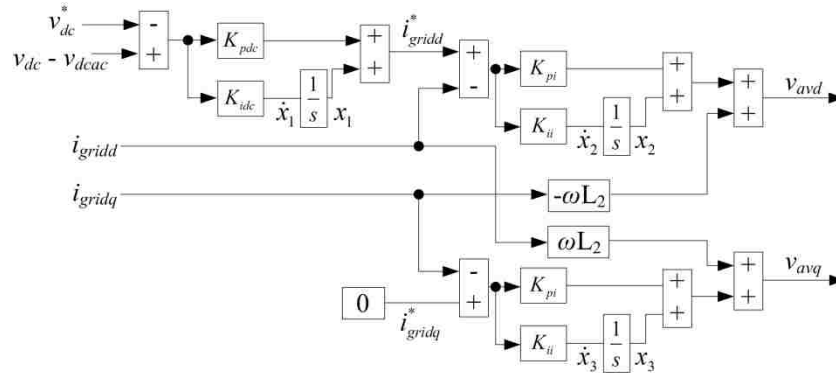 v*dc - Kpdc + i*gridd
vdc - vdcac + + + Kpi +
Kidc ẋ1 1/s x1 - + + vavd
igridd Kii ẋ2 1/s x2 +
igridq -ωL2
ωL2
- Kpi + + vavq
0 i*gridq + + +
Kii ẋ3 1/s x3